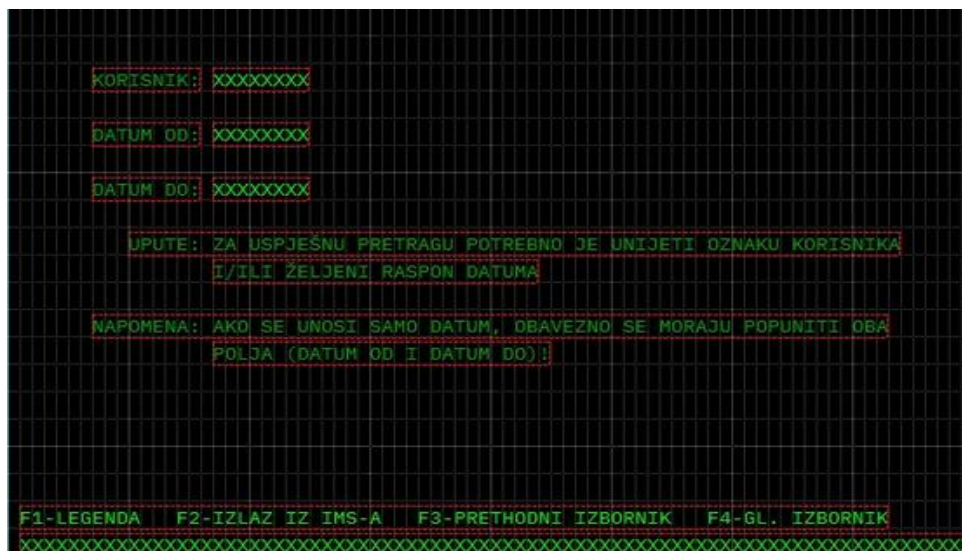 KORISNIK: XXXXXXXX
DATUM OD: XXXXXXXX
DATUM DO: XXXXXXXX
UPUTE: ZA USPJEŠNU PRETRAGU POTREBNO JE UNIJETI OZNAKU KORISNIKA
I/ILI ŽELJENI RASPON DATUMA
NAPOMENA: AKO SE UNOSI SAMO DATUM, OBAVEZNO SE MORAJU POPUNITI OBA
POLJA (DATUM OD I DATUM DO)!
F1-LEGENDA F2-IZLAZ IZ IMS-A F3-PRETHODNI IZBORNIK F4-GL. IZBORNIK
XXXXXXXXXXXXXXXXXXXXXXXXXXXXXXXXXXXXXXXXXXXXXXXXXXXXXXXXXXXXXXXXXXXXXXXXXXXXXX